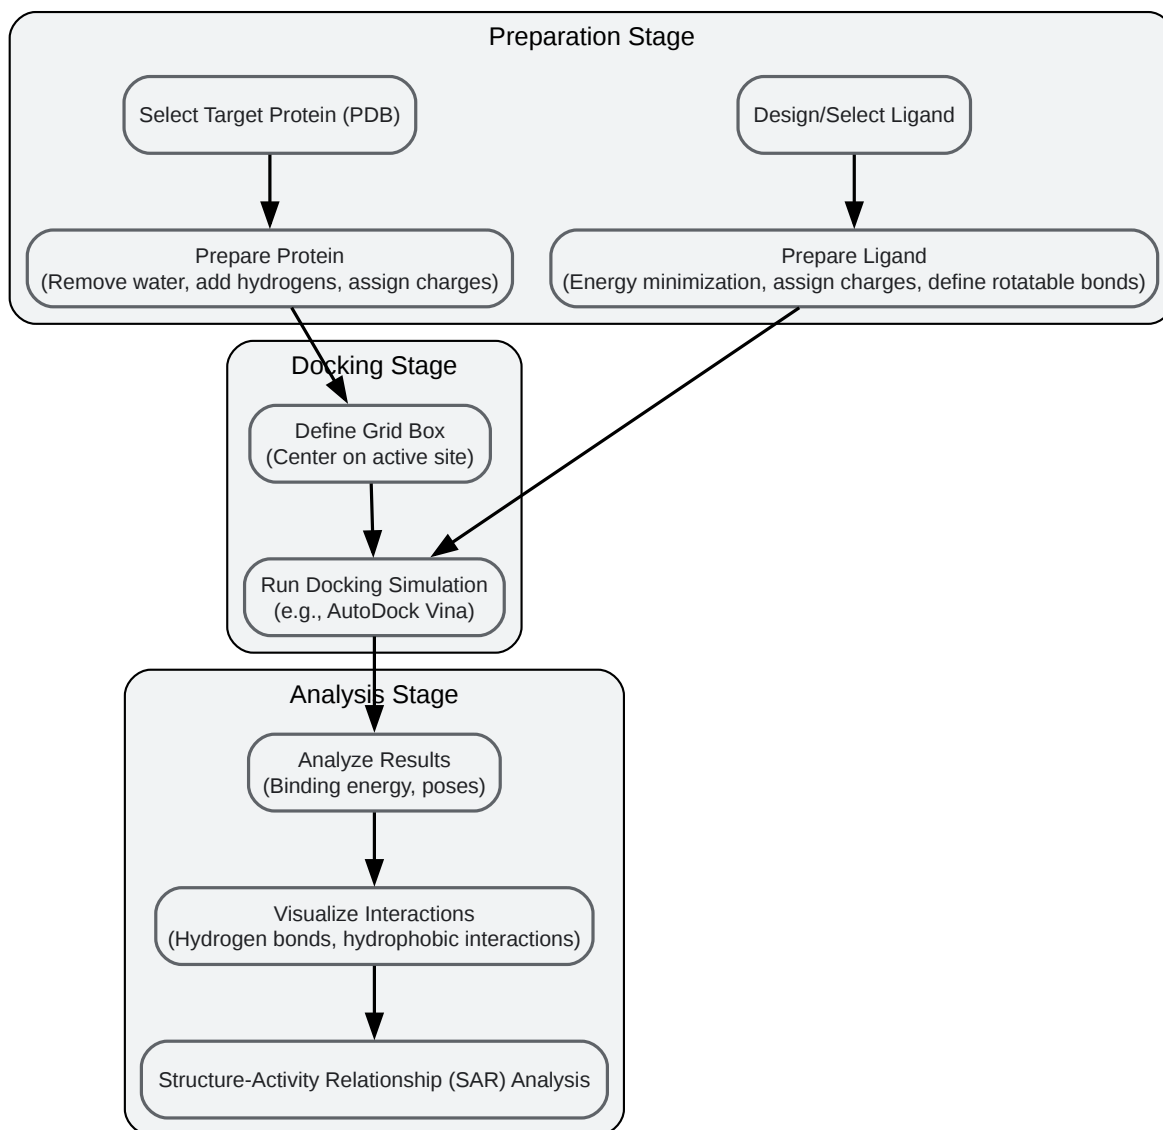 Preparation Stage
Select Target Protein (PDB)
Design/Select Ligand
Prepare Protein
(Remove water, add hydrogens, assign charges)
Prepare Ligand
(Energy minimization, assign charges, define rotatable bonds)
Docking Stage
Define Grid Box
(Center on active site)
Run Docking Simulation
(e.g., AutoDock Vina)
Analysis Stage
Analyze Results
(Binding energy, poses)
Visualize Interactions
(Hydrogen bonds, hydrophobic interactions)
Structure-Activity Relationship (SAR) Analysis